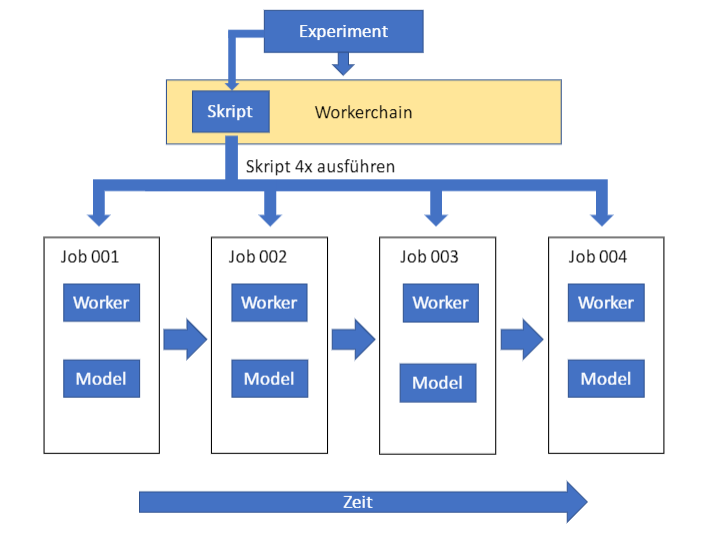 Experiment
Skript
Workerchain
Skript 4x ausführen
Job 001
Worker
Model
Job 002
Worker
Model
Job 003
Worker
Model
Job 004
Worker
Model
Zeit